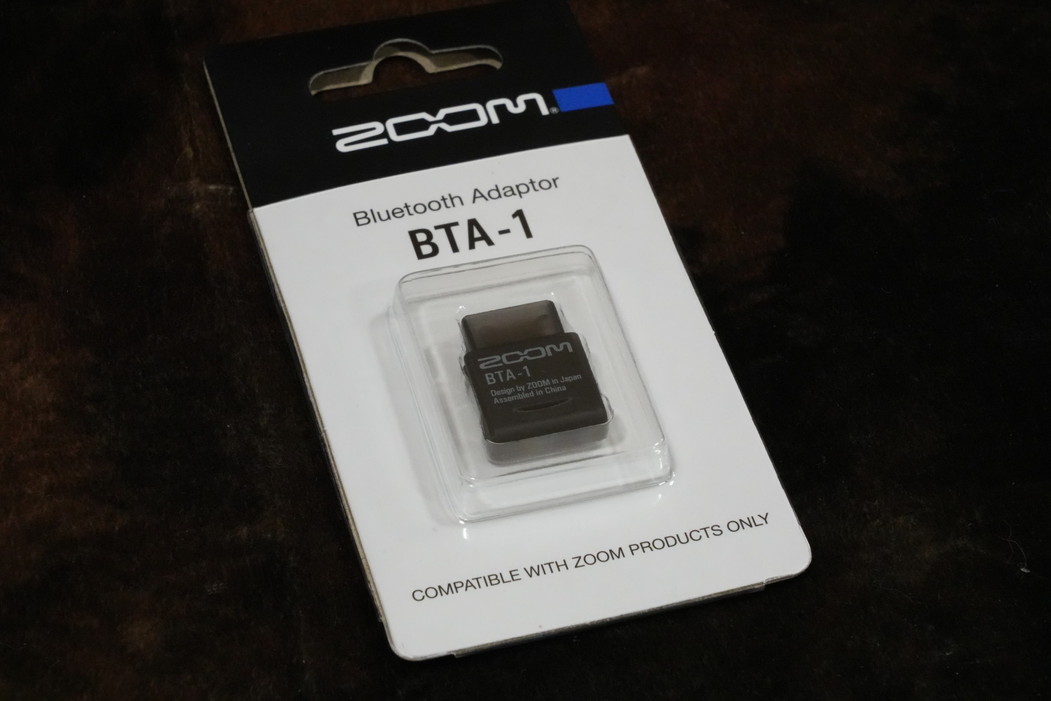 ZOOM®
Bluetooth Adaptor
BTA-1
ZOOM
BTA-1
Design by ZOOM in Japan
Assembled in China
COMPATIBLE WITH ZOOM PRODUCTS ONLY